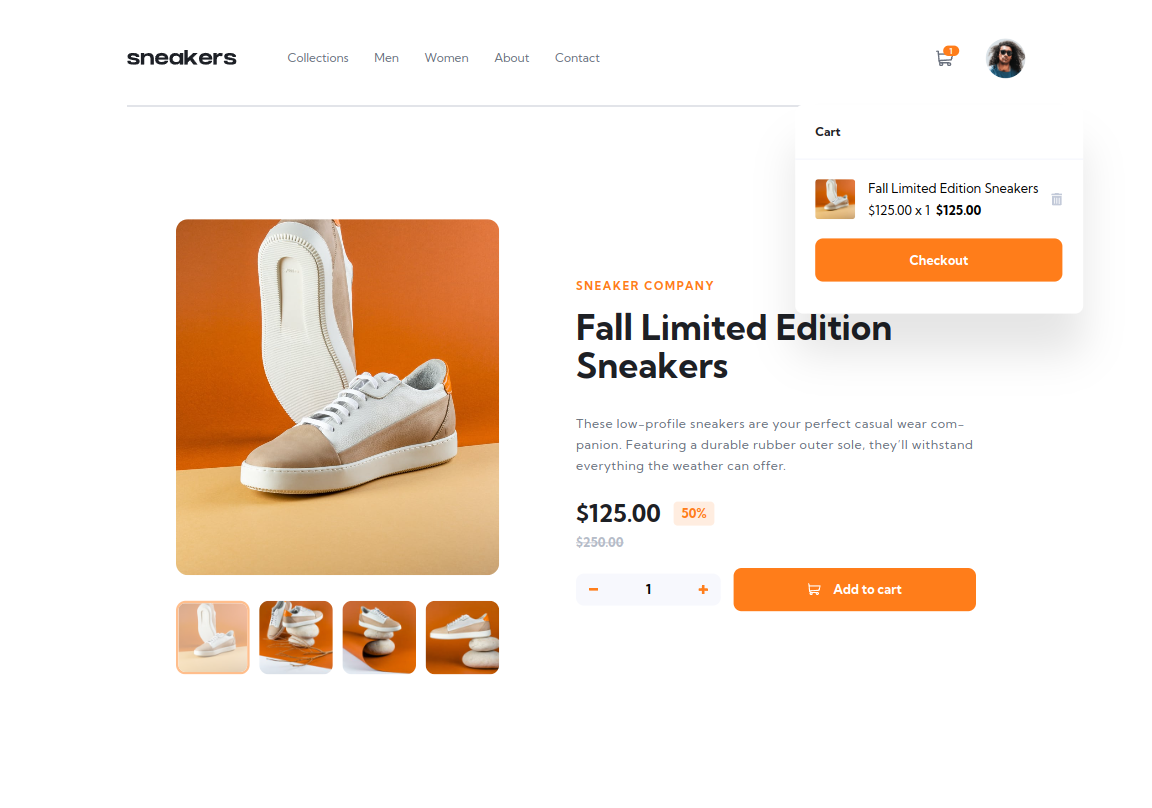 sneakers
Collections
Men
Women
About
Contact
1
Cart
Fall Limited Edition Sneakers
$125.00 x 1 $125.00
Checkout
SNEAKER COMPANY
Fall Limited Edition
Sneakers
These low-profile sneakers are your perfect casual wear com-
panion. Featuring a durable rubber outer sole, they'll withstand
everything the weather can offer.
$125.00 50%
$250.00
1
Add to cart